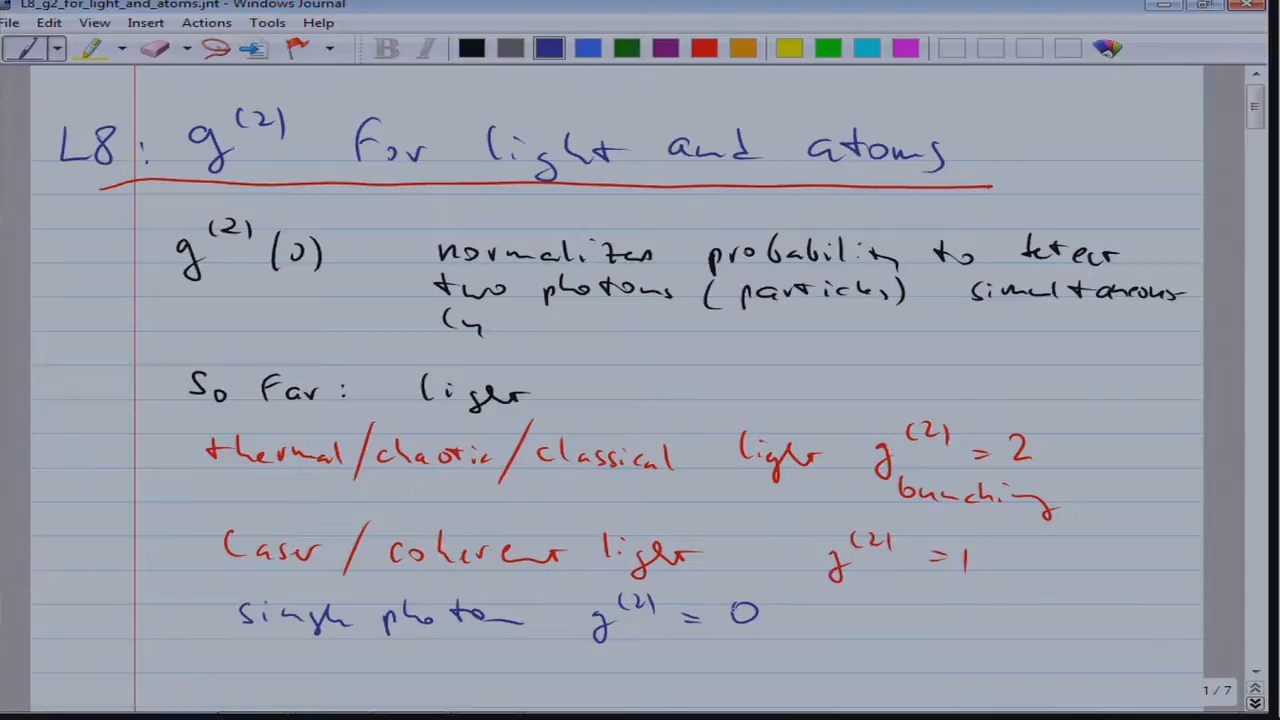 L8_g2_for_light_and_atoms.jnt - Windows Journal
File Edit View Insert Actions Tools Help
B I
L8: g^(2) for light and atoms
g^(2)(0) normalized probability to detect
two photons (particles) simultaneous
ly
So far: light
thermal/chaotic/classical light g^(2) = 2
bunching
Laser/coherent light g^(2) = 1
single photon g^(2) = 0
1 / 7